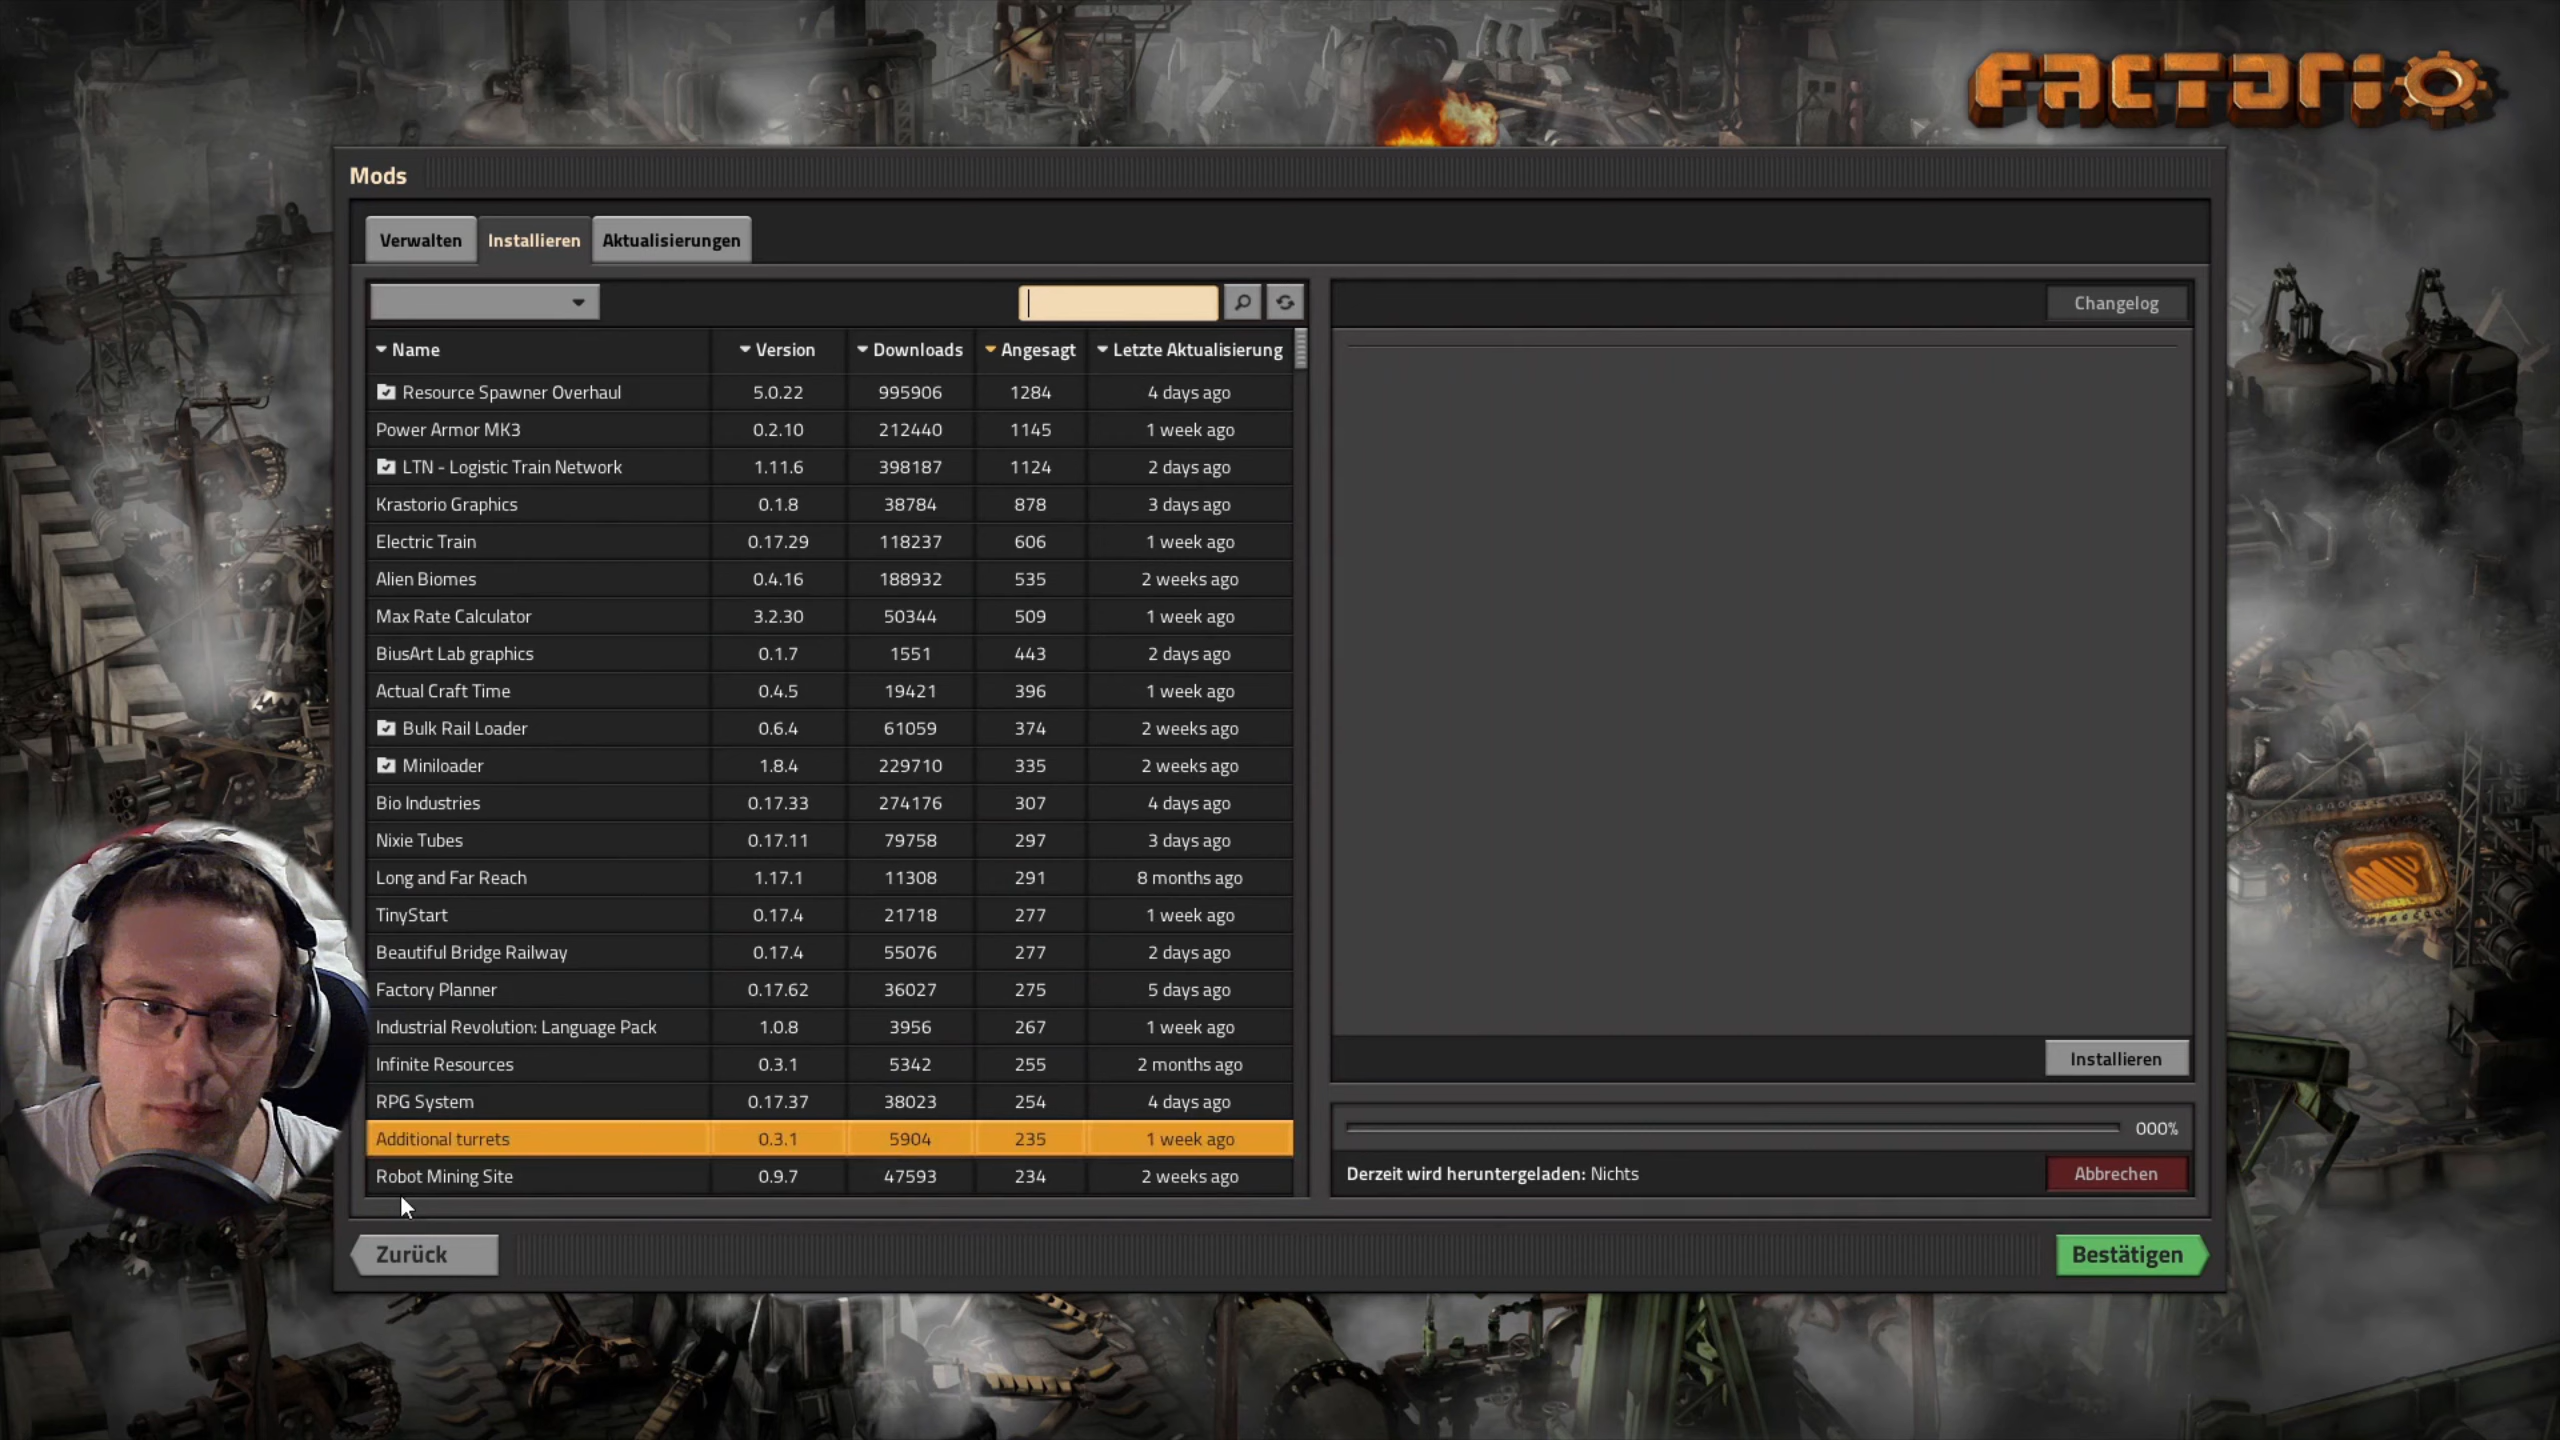 FACTORIO
Mods
Verwalten Installieren Aktualisierungen
Changelog
Name Version Downloads Angesagt Letzte Aktualisierung
Resource Spawner Overhaul 5.0.22 995906 1284 4 days ago
Power Armor MK3 0.2.10 212440 1145 1 week ago
LTN - Logistic Train Network 1.11.6 398187 1124 2 days ago
Krastorio Graphics 0.1.8 38784 878 3 days ago
Electric Train 0.17.29 118237 606 1 week ago
Alien Biomes 0.4.16 188932 535 2 weeks ago
Max Rate Calculator 3.2.30 50344 509 1 week ago
BiusArt Lab graphics 0.1.7 1551 443 2 days ago
Actual Craft Time 0.4.5 19421 396 1 week ago
Bulk Rail Loader 0.6.4 61059 374 2 weeks ago
Miniloader 1.8.4 229710 335 2 weeks ago
Bio Industries 0.17.33 274176 307 4 days ago
Nixie Tubes 0.17.11 79758 297 3 days ago
Long and Far Reach 1.17.1 11308 291 8 months ago
TinyStart 0.17.4 21718 277 1 week ago
Beautiful Bridge Railway 0.17.4 55076 277 2 days ago
Factory Planner 0.17.62 36027 275 5 days ago
Industrial Revolution: Language Pack 1.0.8 3956 267 1 week ago
Infinite Resources 0.3.1 5342 255 2 months ago
RPG System 0.17.37 38023 254 4 days ago
Additional turrets 0.3.1 5904 235 1 week ago
Robot Mining Site 0.9.7 47593 234 2 weeks ago
Installieren
000%
Derzeit wird heruntergeladen: Nichts
Abbrechen
Zurück
Bestätigen